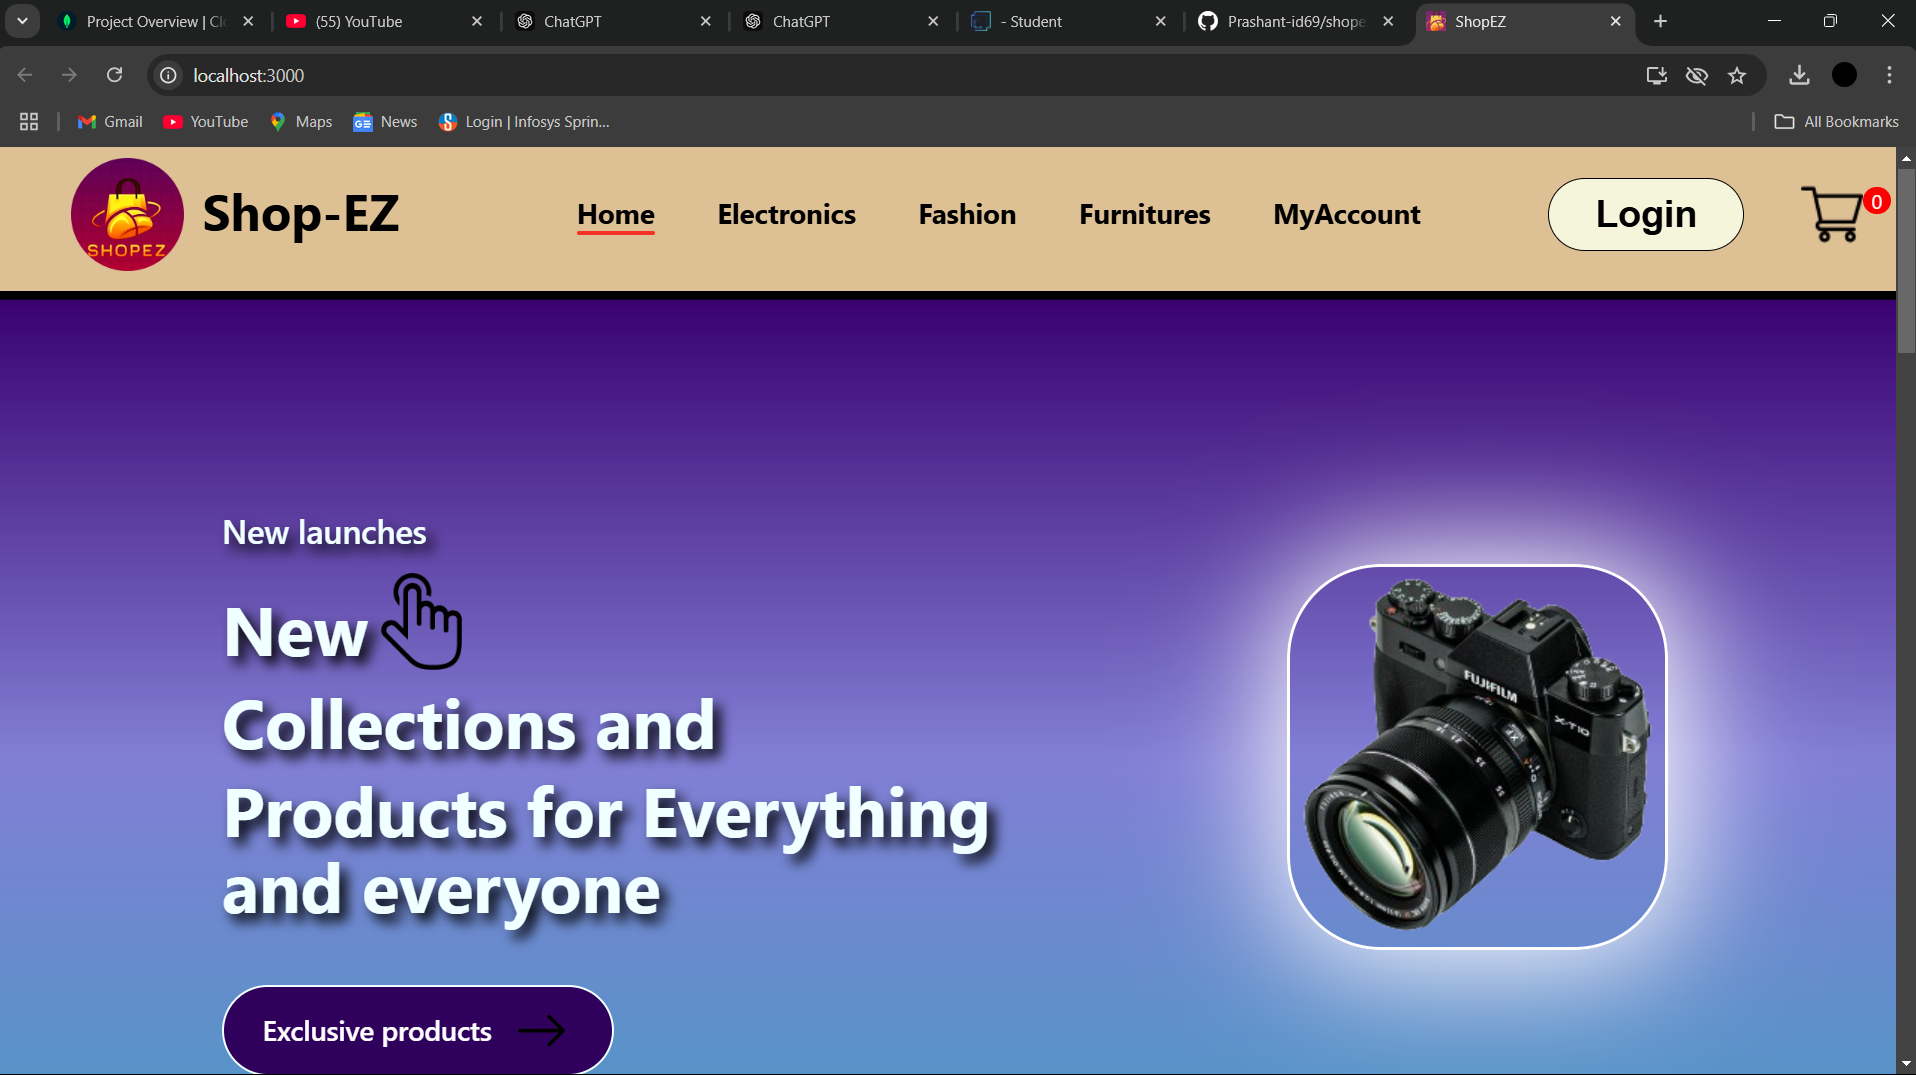 Project Overview | Cl
(55) YouTube
ChatGPT
ChatGPT
- Student
Prashant-id69/shope
ShopEZ
localhost:3000
Gmail
YouTube
Maps
News
Login | Infosys Sprin...
All Bookmarks
SHOPEZ
Shop-EZ
Home
Electronics
Fashion
Furnitures
MyAccount
Login
0
New launches
New
Collections and
Products for Everything
and everyone
Exclusive products
FUJIFILM
X-T10